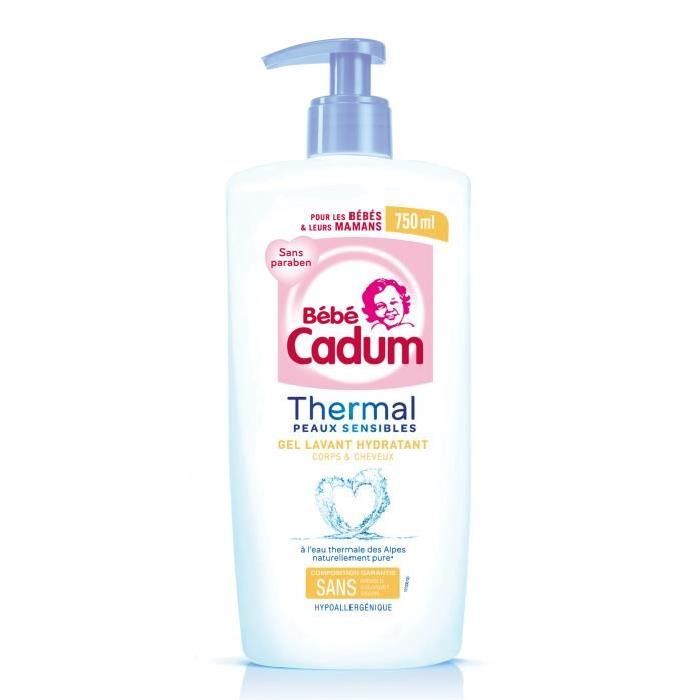 POUR LES BÉBÉS
& LEURS MAMANS
750 ml
Sans
paraben
Bébé
Cadum
Thermal
PEAUX SENSIBLES
GEL LAVANT HYDRATANT
CORPS & CHEVEUX
à l'eau thermale des Alpes
naturellement pure*
COMPOSITION GARANTIE
SANS
HYPOALLERGÉNIQUE